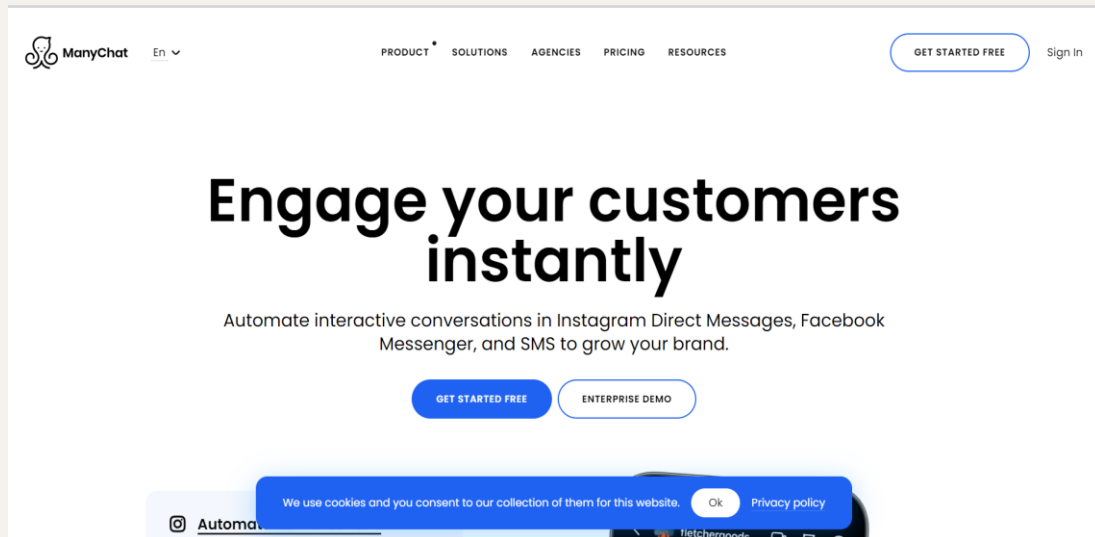 ManyChat
En
PRODUCT
SOLUTIONS
AGENCIES
PRICING
RESOURCES
GET STARTED FREE
Sign In
Engage your customers
instantly
Automate interactive conversations in Instagram Direct Messages, Facebook
Messenger, and SMS to grow your brand.
GET STARTED FREE
ENTERPRISE DEMO
We use cookies and you consent to our collection of them for this website.
Ok
Privacy policy
Automat
fletchergoods